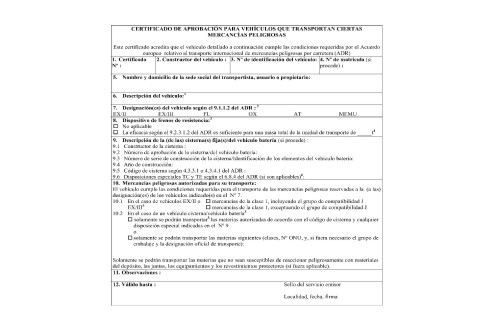 CERTIFICADO DE APROBACIÓN PARA VEHÍCULOS QUE TRANSPORTAN CIERTAS
MERCANCÍAS PELIGROSAS
Este certificado acredita que el vehículo detallado a continuación cumple las condiciones requeridas por el Acuerdo
europeo relativo al transporte internacional de mercancías peligrosas por carretera (ADR)
1. Certificado Nº :
2. Constructor del vehículo :
3. Nº de identificación del vehículo:
4. Nº de matrícula (si procede) :
5. Nombre y domicilio de la sede social del transportista, usuario o propietario:
6. Descripción del vehículo:
7. Designación(es) del vehículo según el 9.1.1.2 del ADR :
EX/II EX/III FL OX AT MEMU
8. Dispositivo de frenos de resistencia:
☐ No aplicable
☐ La eficacia según el 9.2.3.1.2 del ADR es suficiente para una masa total de la unidad de transporte de ____t
9. Descripción de la (de las) cisterna(s) fija(s)/del vehículo batería (si procede) :
9.1 Constructor de la cisterna :
9.2 Número de aprobación de la cisterna/del vehículo batería:
9.3 Número de serie de construcción de la cisterna/identificación de los elementos del vehículo batería:
9.4 Año de construcción:
9.5 Código de cisterna según 4.3.3.1 o 4.3.4.1 del ADR :
9.6 Disposiciones especiales TC y TE según el 6.8.4 del ADR (si son aplicables):
10. Mercancías peligrosas autorizadas para su transporte:
El vehículo cumple las condiciones requeridas para el transporte de las mercancías peligrosas reservadas a la (a las)
designación(es) de los vehículos indicada(s) en el Nº 7.
10.1 En el caso de vehículos EX/II o ☐ mercancías de la clase 1, incluyendo el grupo de compatibilidad J
EX/III ☐ mercancías de la clase 1, exceptuando el grupo de compatibilidad J
10.2 En el caso de un vehículo cisterna/vehículo batería
☐ solamente se podrán transportar las materias autorizadas de acuerdo con el código de cisterna y cualquier
disposición especial indicada en el Nº 9
o
☐ solamente se podrán transportar las materias siguientes (clases, Nº ONU, y, si fuera necesario el grupo de
embalaje y la designación oficial de transporte):
Solamente se podrán transportar las materias que no sean susceptibles de reaccionar peligrosamente con materiales
del depósito, las juntas, los equipamientos y los revestimientos protectores (si fuera aplicable).
11. Observaciones :
12. Válido hasta : Sello del servicio emisor
Localidad, fecha, firma